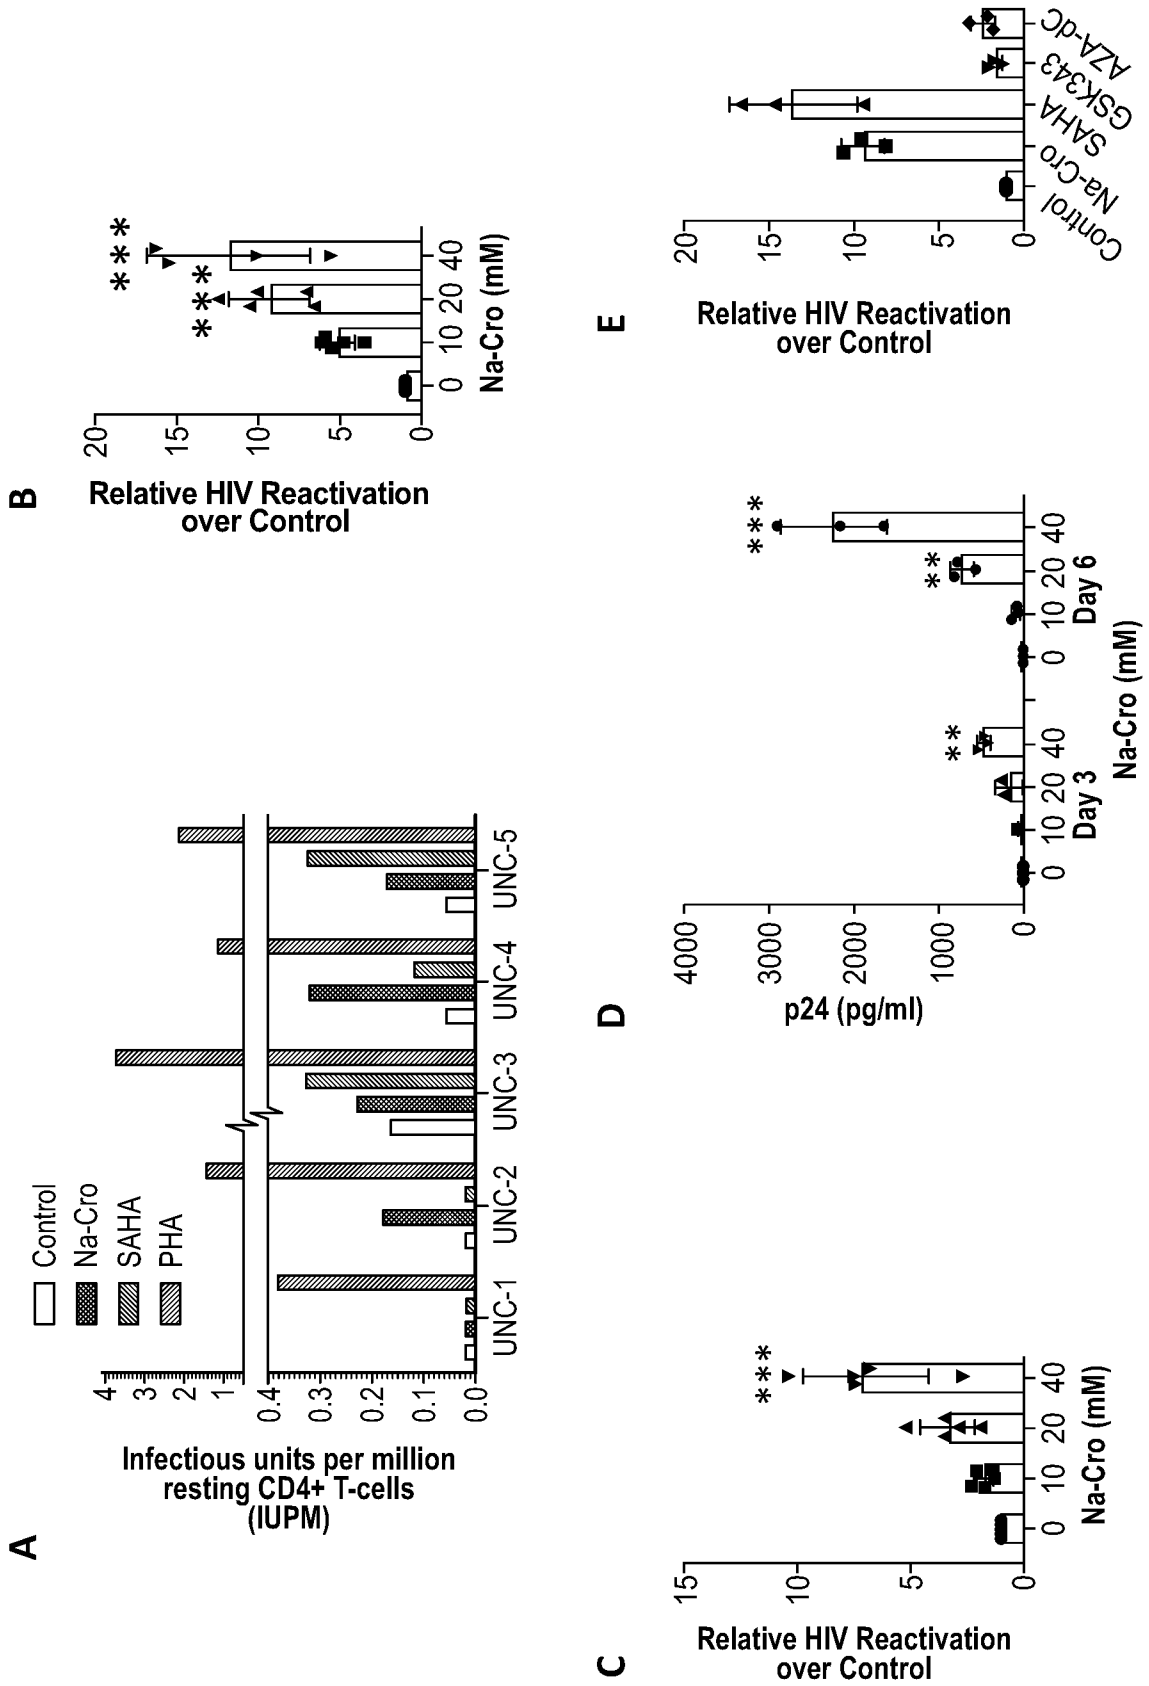 A
Infectious units per million
resting CD4+ T-cells
(IUPM)
4
3
2
1
0.4
0.3
0.2
0.1
0.0
Control
Na-Cro
SAHA
PHA
UNC-1
UNC-2
UNC-3
UNC-4
UNC-5
B
Relative HIV Reactivation
over Control
20
15
10
5
0
***
***
0 10 20 40
Na-Cro (mM)
C
Relative HIV Reactivation
over Control
15
10
5
0
***
0 10 20 40
Na-Cro (mM)
D
p24 (pg/ml)
4000
3000
2000
1000
0
**
**
***
0 10 20 40 0 10 20 40
Day 3 Day 6
Na-Cro (mM)
E
Relative HIV Reactivation
over Control
20
15
10
5
0
Control
Na-Cro
SAHA
GSK343
AZA-dC